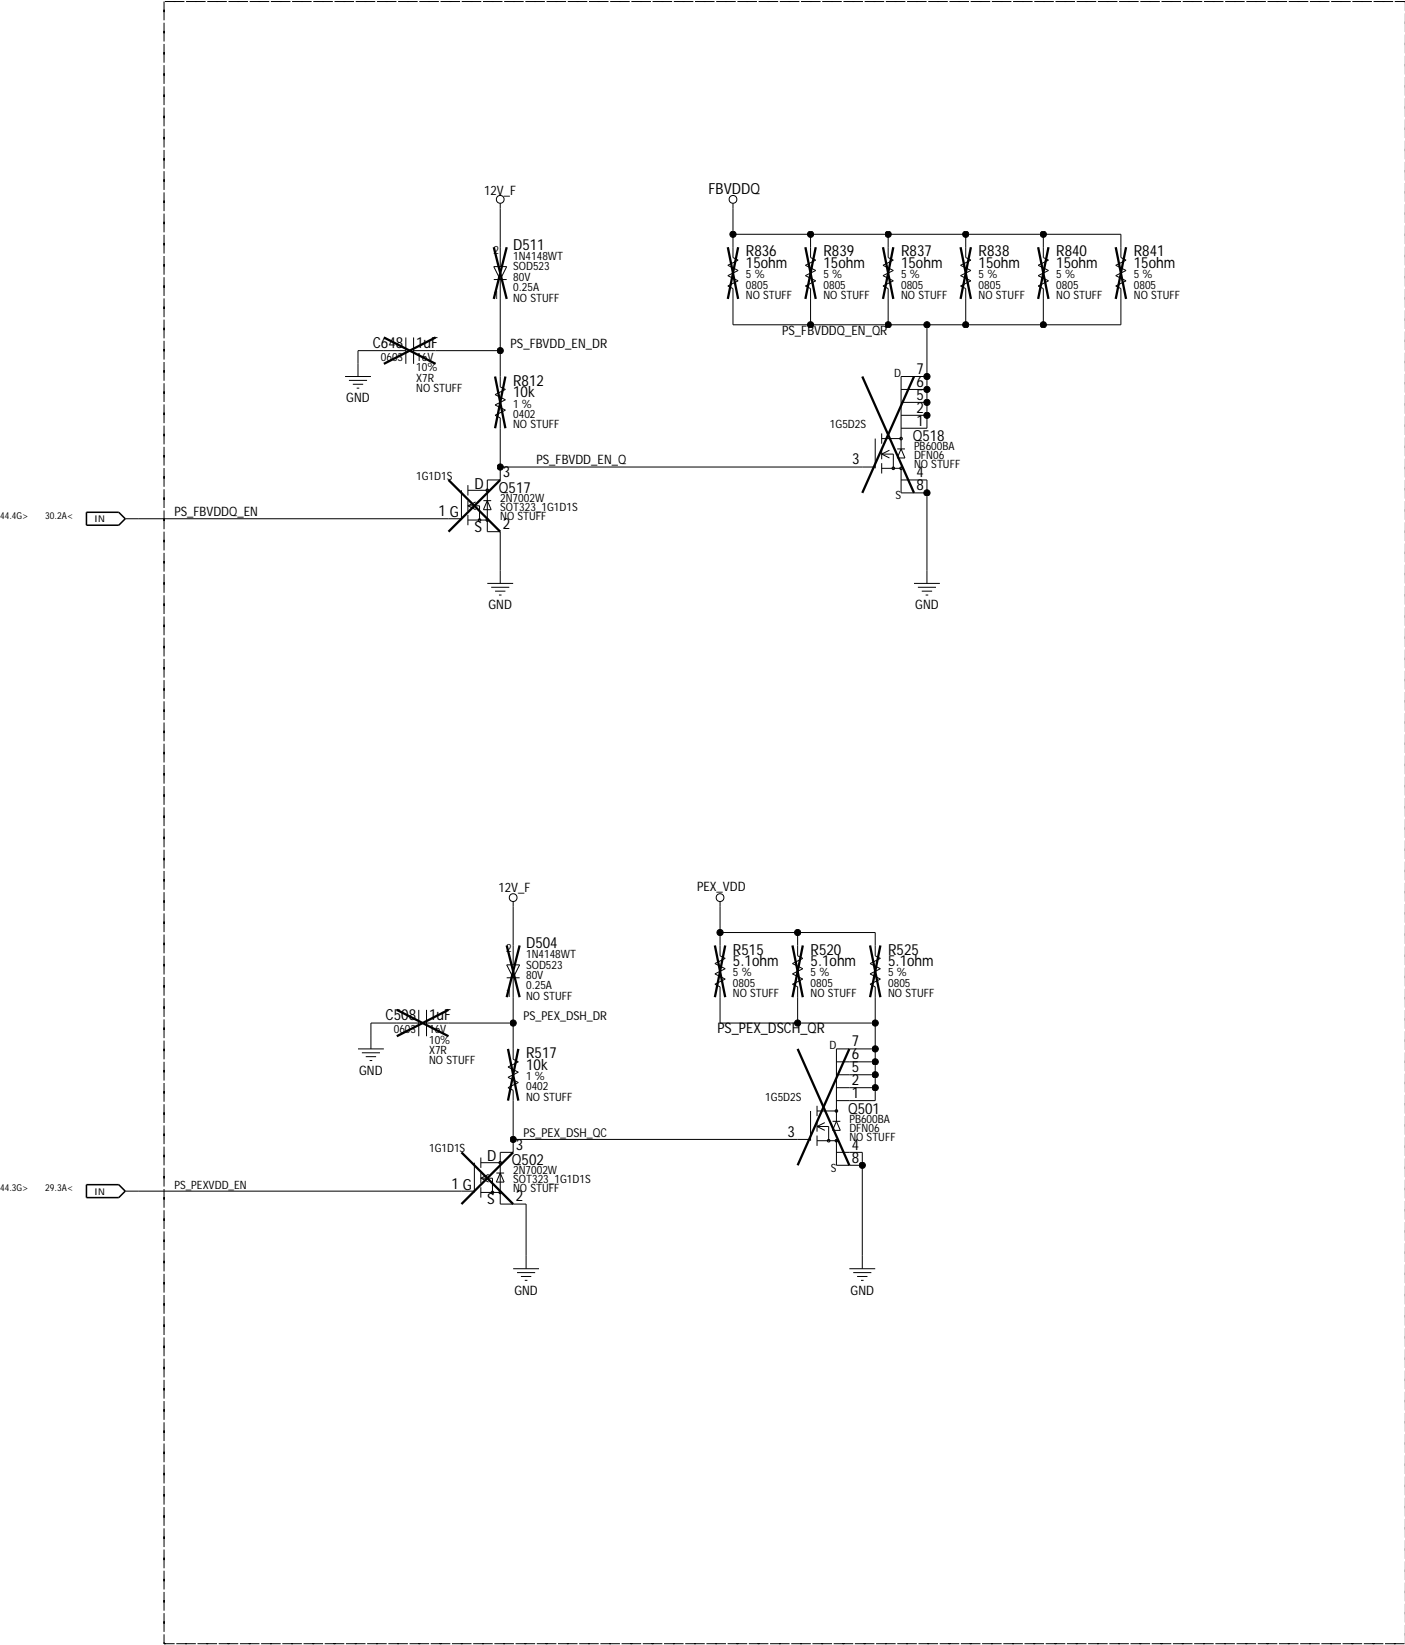 12V_F
FBVDDQ
2
D511
1N4148WT
SOD523
80V
0.25A
NO STUFF
1
R836
15ohm
5 %
0805
NO STUFF
R839
15ohm
5 %
0805
NO STUFF
R837
15ohm
5 %
0805
NO STUFF
R838
15ohm
5 %
0805
NO STUFF
R840
15ohm
5 %
0805
NO STUFF
R841
15ohm
5 %
0805
NO STUFF
PS_FBVDDQ_EN_QR
C648 1uF
0603 16V
10%
X7R
NO STUFF
PS_FBVDD_EN_DR
GND
R812
10k
1 %
0402
NO STUFF
D 7
6
5
2
1
1G5D2S
Q518
PB600BA
DFN06
NO STUFF
4
8
S
PS_FBVDD_EN_Q
3
3
1G1D1S
D
Q517
2N7002W
SOT323_1G1D1S
NO STUFF
1 G
S 2
44.4G> 30.2A< IN PS_FBVDDQ_EN
GND
GND
12V_F
PEX_VDD
2
D504
1N4148WT
SOD523
80V
0.25A
NO STUFF
1
R515
5.1ohm
5 %
0805
NO STUFF
R520
5.1ohm
5 %
0805
NO STUFF
R525
5.1ohm
5 %
0805
NO STUFF
C508 1uF
0603 16V
10%
X7R
NO STUFF
PS_PEX_DSH_DR
PS_PEX_DSCH_QR
GND
R517
10k
1 %
0402
NO STUFF
D 7
6
5
2
1
1G5D2S
Q501
PB600BA
DFN06
NO STUFF
4
8
S
PS_PEX_DSH_QC
3
3
1G1D1S
D
Q502
2N7002W
SOT323_1G1D1S
NO STUFF
1 G
S 2
44.3G> 29.3A< IN PS_PEXVDD_EN
GND
GND